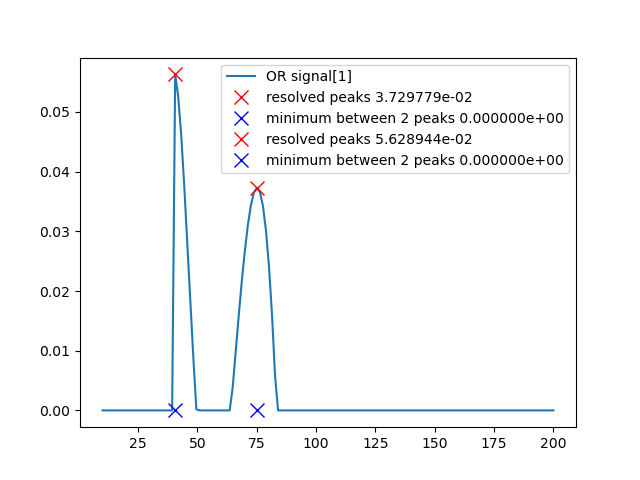 OR signal[1]
resolved peaks 3.729779e-02
minimum between 2 peaks 0.000000e+00
resolved peaks 5.628944e-02
minimum between 2 peaks 0.000000e+00
0.05
0.04
0.03
0.02
0.01
0.00
25 50 75 100 125 150 175 200